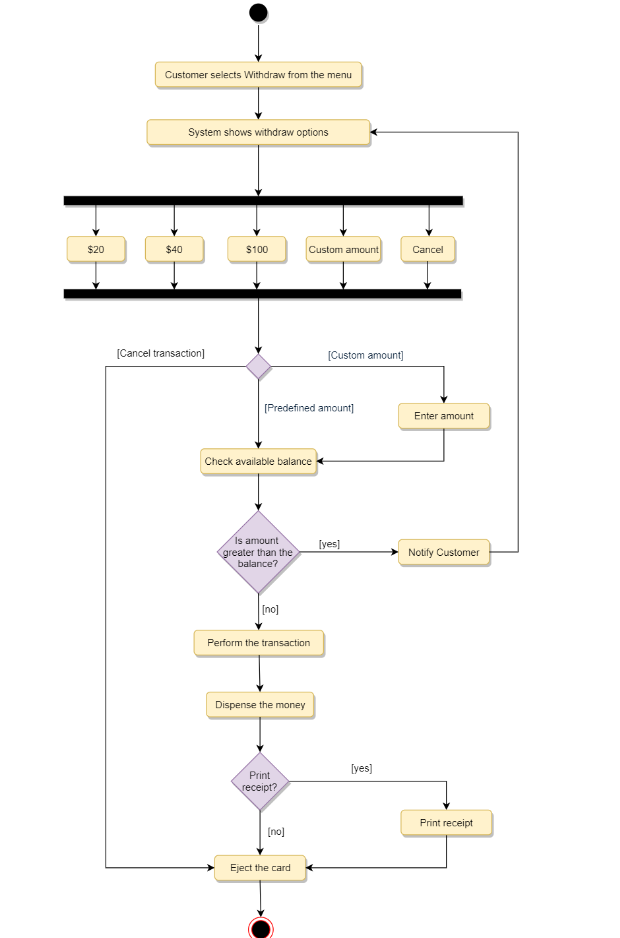 Customer selects Withdraw from the menu
System shows withdraw options
$20
$40
$100
Custom amount
Cancel
[Cancel transaction]
[Custom amount]
[Predefined amount]
Enter amount
Check available balance
Is amount
greater than the
balance?
[yes]
Notify Customer
[no]
Perform the transaction
Dispense the money
Print
receipt?
[yes]
Print receipt
[no]
Eject the card